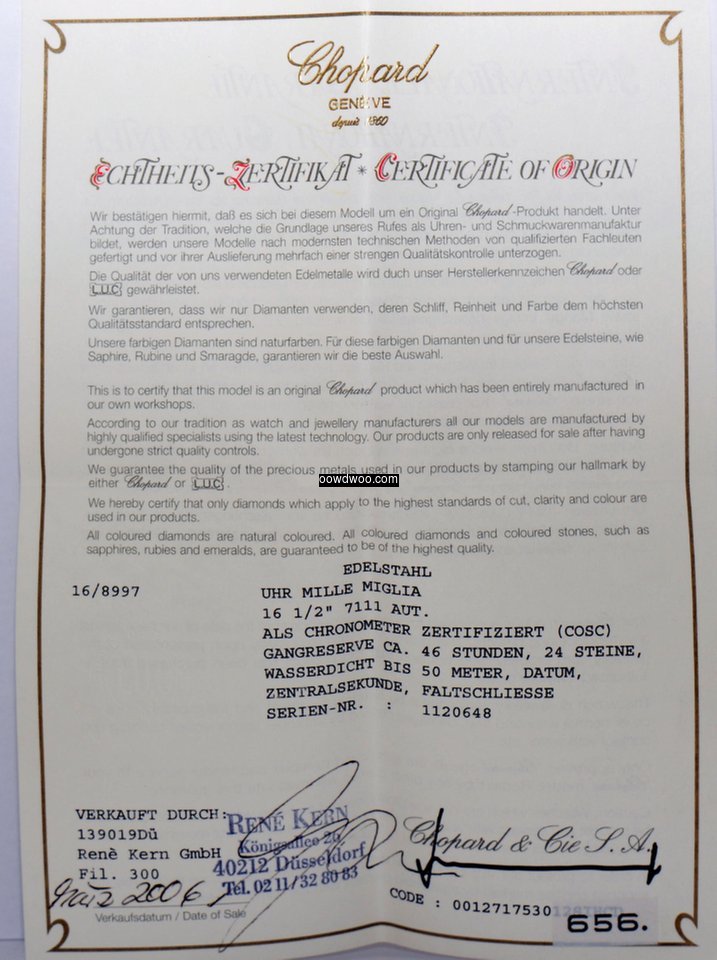 Chopard
GENÈVE
depuis 1860
ECHTHEITS-ZERTIFIKAT * CERTIFICATE OF ORIGIN
Wir bestätigen hiermit, daß es sich bei diesem Modell um ein Original Chopard-Produkt handelt. Unter
Achtung der Tradition, welche die Grundlage unseres Rufes als Uhren- und Schmuckwarenmanufaktur
bildet, werden unsere Modelle nach modernsten technischen Methoden von qualifizierten Fachleuten
gefertigt und vor ihrer Auslieferung mehrfach einer strengen Qualitätskontrolle unterzogen.
Die Qualität der von uns verwendeten Edelmetalle wird duch unser Herstellerkennzeichen Chopard oder
L.U.C gewährleistet.
Wir garantieren, dass wir nur Diamanten verwenden, deren Schliff, Reinheit und Farbe dem höchsten
Qualitätsstandard entsprechen.
Unsere farbigen Diamanten sind naturfarben. Für diese farbigen Diamanten und für unsere Edelsteine, wie
Saphire, Rubine und Smaragde, garantieren wir die beste Auswahl.
This is to certify that this model is an original Chopard product which has been entirely manufactured in
our own workshops.
According to our tradition as watch and jewellery manufacturers all our models are manufactured by
highly qualified specialists using the latest technology. Our products are only released for sale after having
undergone strict quality controls.
We guarantee the quality of the precious metals used in our products by stamping our hallmark by
either Chopard or L.U.C.
oowdwoo.com
We hereby certify that only diamonds which apply to the highest standards of cut, clarity and colour are
used in our products.
All coloured diamonds are natural coloured. All coloured diamonds and coloured stones, such as
sapphires, rubies and emeralds, are guaranteed to be of the highest quality.
EDELSTAHL
16/8997 UHR MILLE MIGLIA
16 1/2" 7111 AUT.
ALS CHRONOMETER ZERTIFIZIERT (COSC)
GANGRESERVE CA. 46 STUNDEN, 24 STEINE,
WASSERDICHT BIS 50 METER, DATUM,
ZENTRALSEKUNDE, FALTSCHLIESSE
SERIEN-NR. : 1120648
VERKAUFT DURCH:
139019Dü
Renè Kern GmbH
Fil. 300
RENÉ KERN
Königsallee 26
40212 Düsseldorf
Tel. 02 11/32 80 83
Chopard & Cie S.A.
März 2006
Verkaufsdatum / Date of Sale
CODE : 0012717530
656.